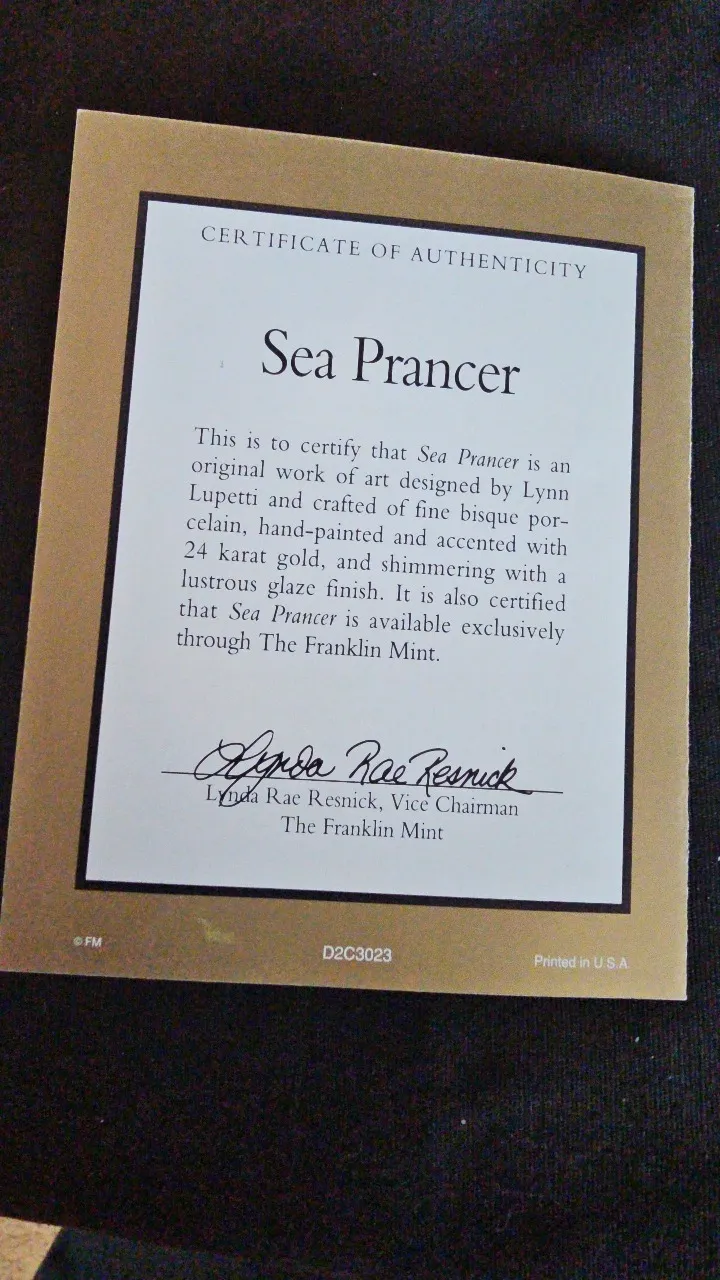 CERTIFICATE OF AUTHENTICITY
Sea Prancer
This is to certify that Sea Prancer is an
original work of art designed by Lynn
Lupetti and crafted of fine bisque por-
celain, hand-painted and accented with
24 karat gold, and shimmering with a
lustrous glaze finish. It is also certified
that Sea Prancer is available exclusively
through The Franklin Mint.
Lynda Rae Resnick
Lynda Rae Resnick, Vice Chairman
The Franklin Mint
© FM
D2C3023
Printed in U.S.A.